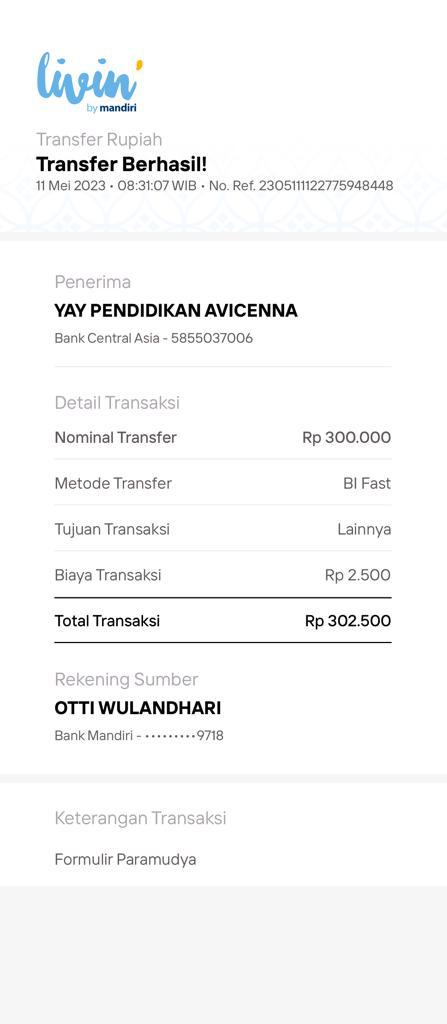 livin'
by mandiri
Transfer Rupiah
Transfer Berhasil!
11 Mei 2023 • 08:31:07 WIB • No. Ref. 2305111122775948448
Penerima
YAY PENDIDIKAN AVICENNA
Bank Central Asia - 5855037006
Detail Transaksi
Nominal Transfer Rp 300.000
Metode Transfer BI Fast
Tujuan Transaksi Lainnya
Biaya Transaksi Rp 2.500
Total Transaksi Rp 302.500
Rekening Sumber
OTTI WULANDHARI
Bank Mandiri - •••••••••9718
Keterangan Transaksi
Formulir Paramudya